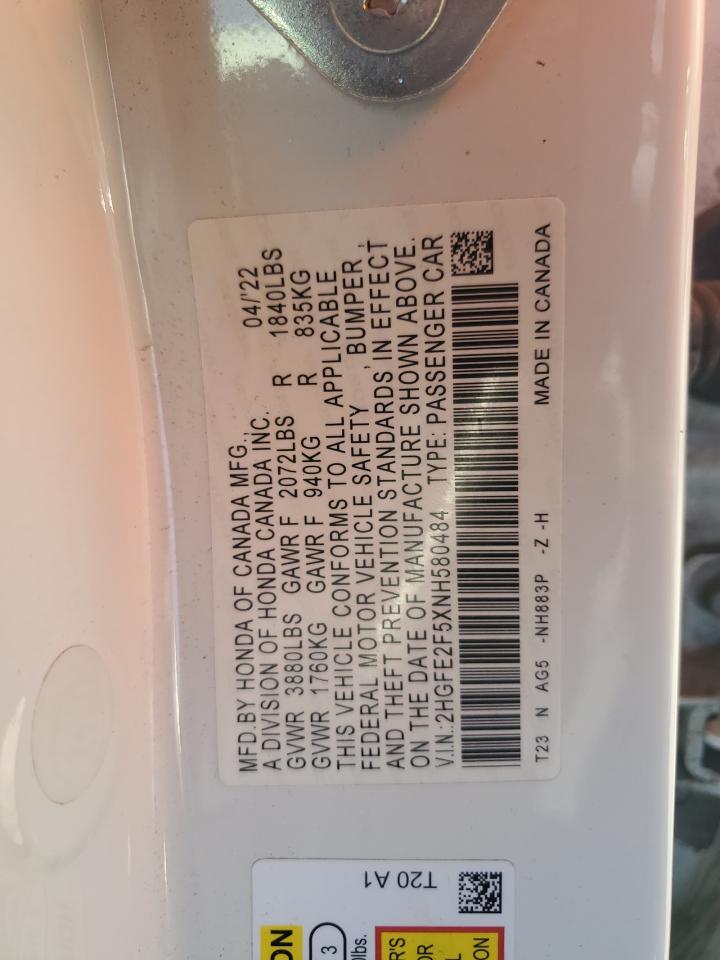 MFD.BY HONDA OF CANADA MFG., 04/'22
A DIVISION OF HONDA CANADA INC.
GVWR 3880LBS GAWR F 2072LBS R 1840LBS
GVWR 1760KG GAWR F 940KG R 835KG
THIS VEHICLE CONFORMS TO ALL APPLICABLE
FEDERAL MOTOR VEHICLE SAFETY , BUMPER ,
AND THEFT PREVENTION STANDARDS IN EFFECT
ON THE DATE OF MANUFACTURE SHOWN ABOVE.
V.I.N.:2HGFE2F5XNH580484 TYPE: PASSENGER CAR
T23 N AG5 -NH883P -Z -H MADE IN CANADA
T20 A1
3
lbs.